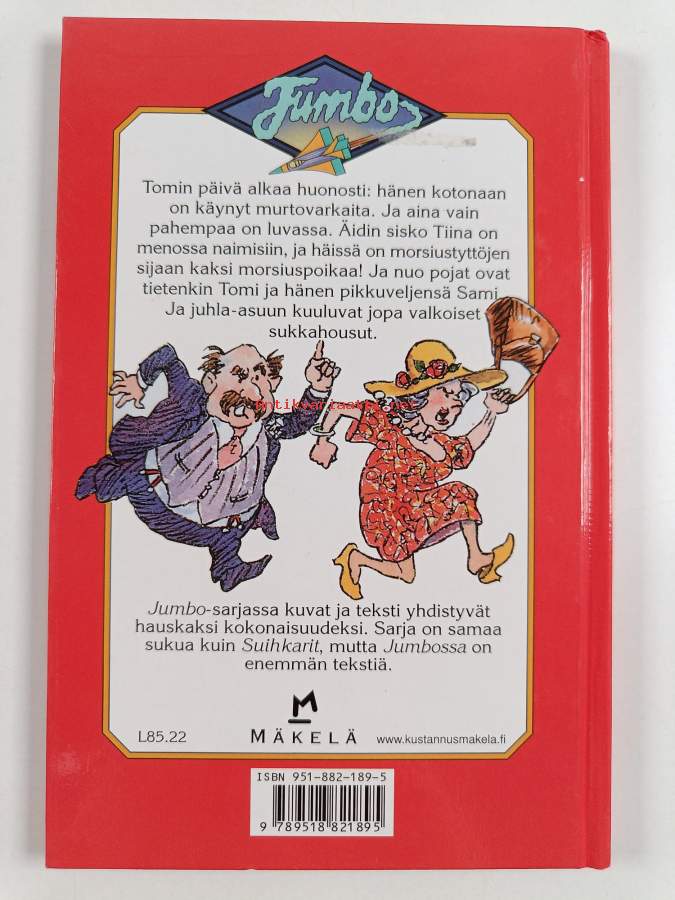 Jumbo
Tomin päivä alkaa huonosti: hänen kotonaan
on käynyt murtovarkaita. Ja aina vain
pahempaa on luvassa. Äidin sisko Tiina on
menossa naimisiin, ja häissä on morsiustyttöjen
sijaan kaksi morsiuspoikaa! Ja nuo pojat ovat
tietenkin Tomi ja hänen pikkuveljensä Sami.
Ja juhla-asuun kuuluvat jopa valkoiset
sukkahousut.
Antikvariaatti.net
Jumbo-sarjassa kuvat ja teksti yhdistyvät
hauskaksi kokonaisuudeksi. Sarja on samaa
sukua kuin Suihkarit, mutta Jumbossa on
enemmän tekstiä.
M
L85.22 MÄKELÄ www.kustannusmakela.fi
ISBN 951-882-189-5
9 789518 821895